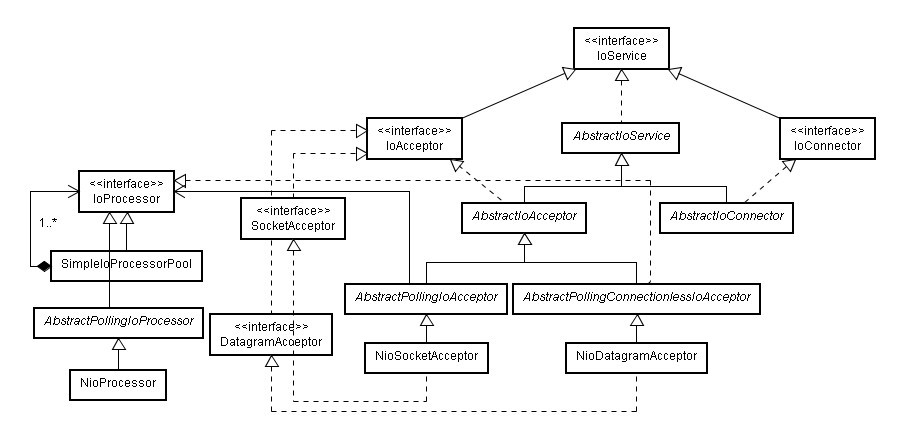 <<interface>>
IoService
<<interface>>
IoAcceptor
AbstractIoService
<<interface>>
IoConnector
<<interface>>
IoProcessor
1..*
<<interface>>
SocketAcceptor
AbstractIoAcceptor
AbstractIoConnector
SimpleIoProcessorPool
AbstractPollingIoAcceptor
AbstractPollingConnectionlessIoAcceptor
AbstractPollingIoProcessor
<<interface>>
DatagramAcceptor
NioSocketAcceptor
NioDatagramAcceptor
NioProcessor